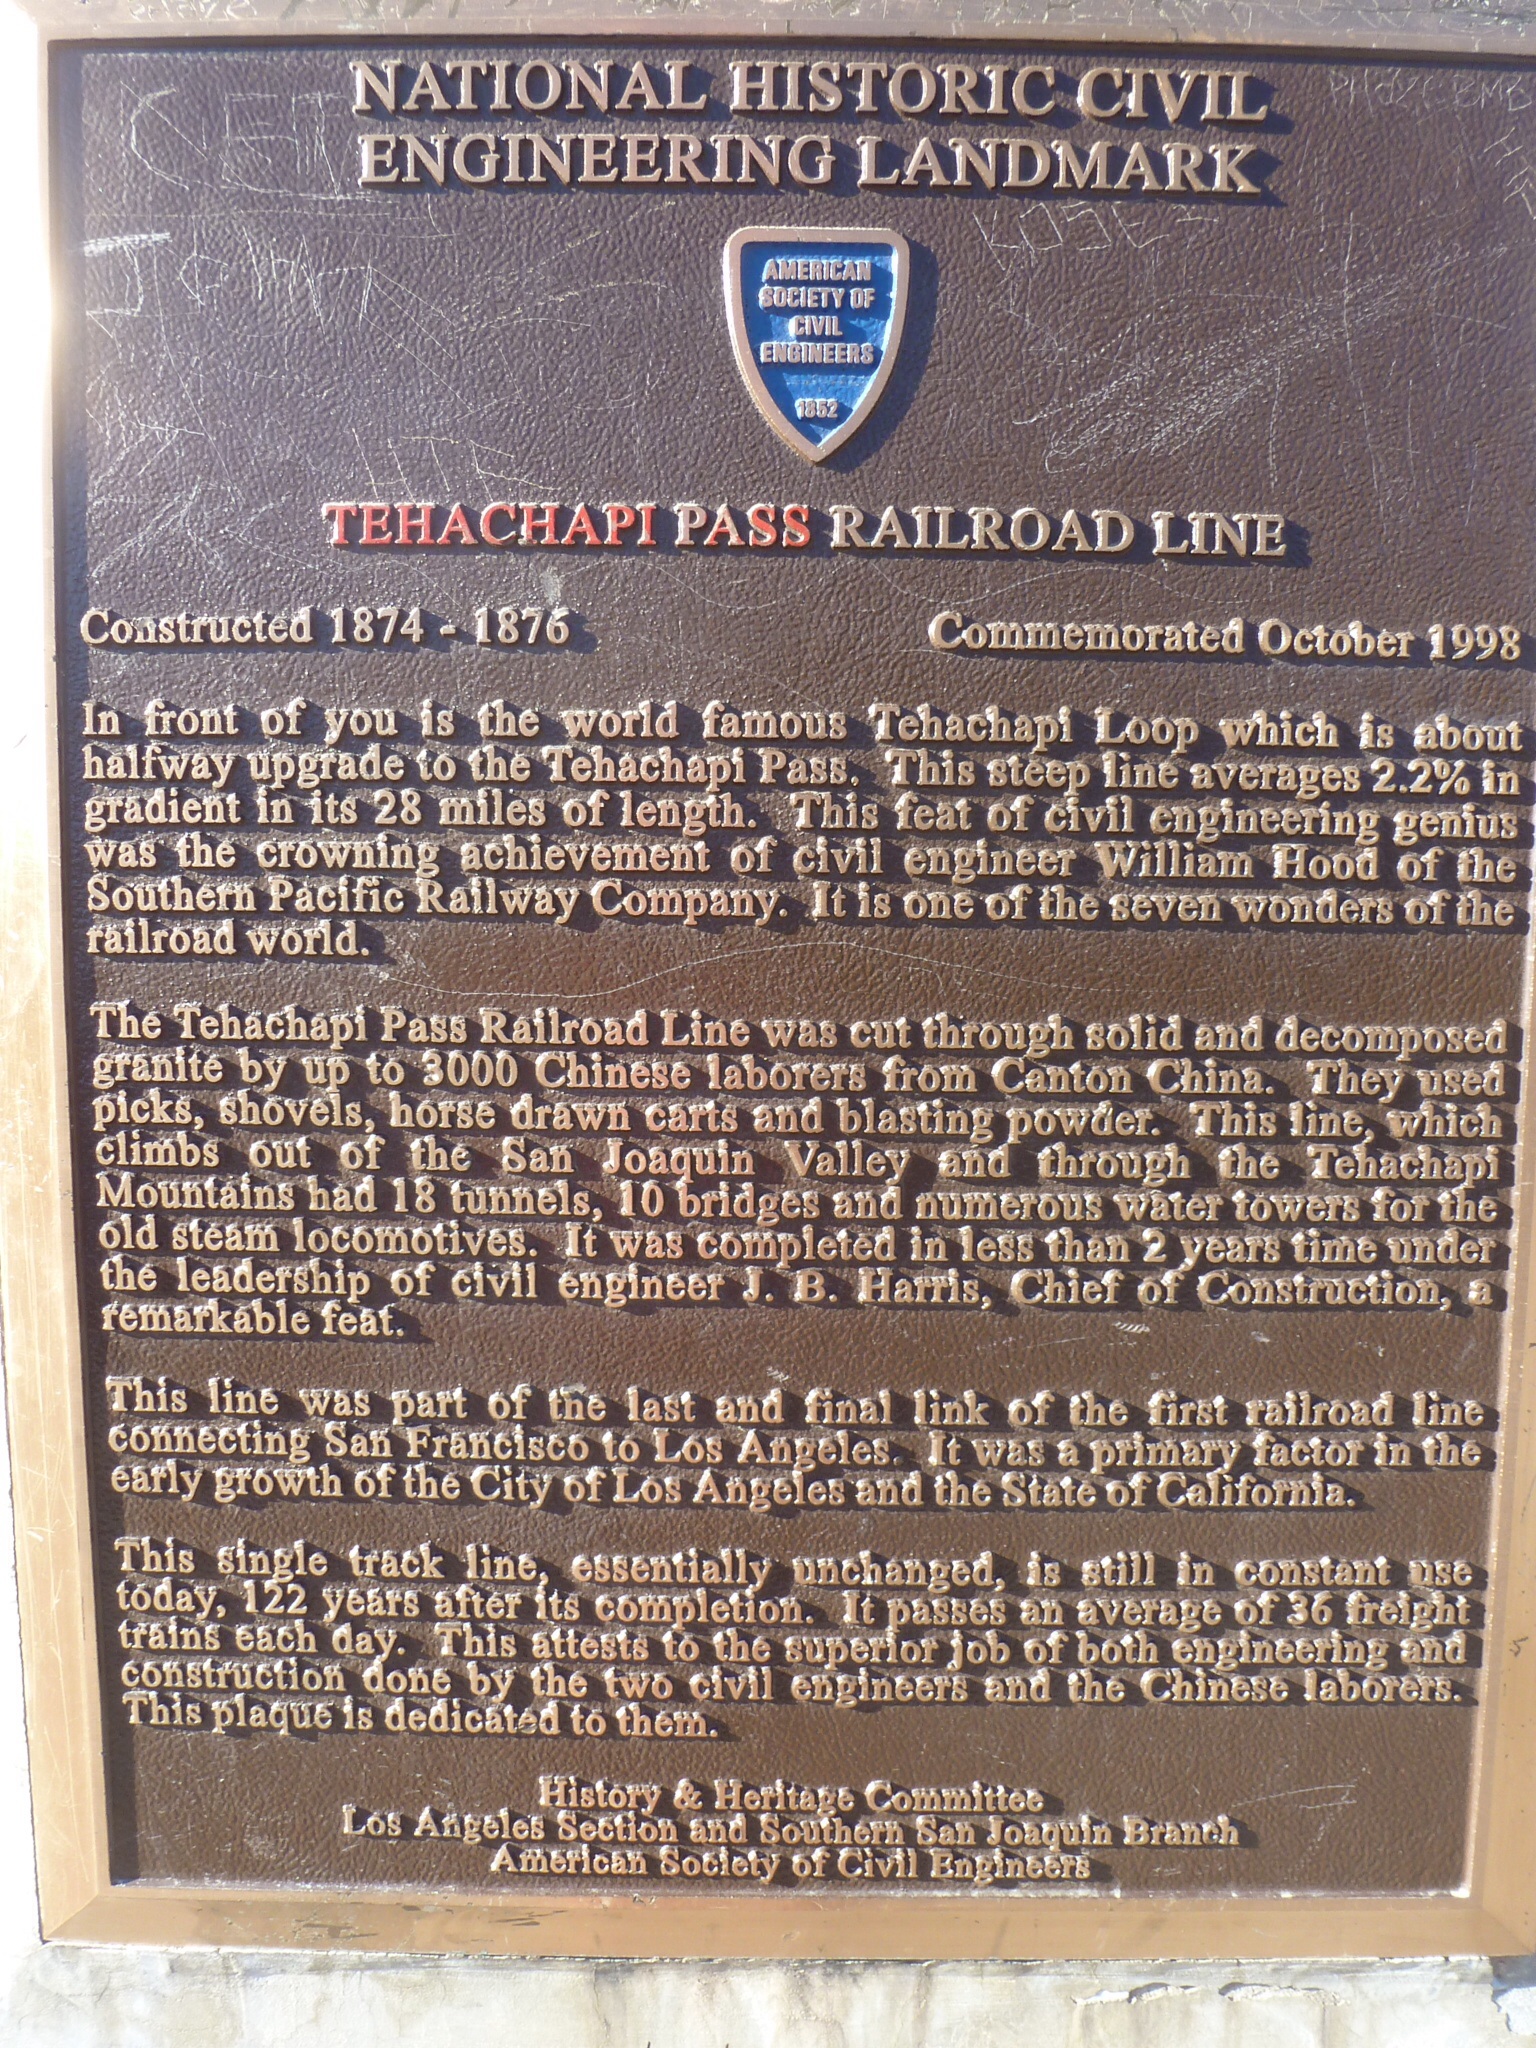 NATIONAL HISTORIC CIVIL
ENGINEERING LANDMARK
AMERICAN
SOCIETY OF
CIVIL
ENGINEERS
1852
TEHACHAPI PASS RAILROAD LINE
Constructed 1874 - 1876 Commemorated October 1998
In front of you is the world famous Tehachapi Loop which is about
halfway upgrade to the Tehachapi Pass. This steep line averages 2.2% in
gradient in its 28 miles of length. This feat of civil engineering genius
was the crowning achievement of civil engineer William Hood of the
Southern Pacific Railway Company. It is one of the seven wonders of the
railroad world.
The Tehachapi Pass Railroad Line was cut through solid and decomposed
granite by up to 3000 Chinese laborers from Canton China. They used
picks, shovels, horse drawn carts and blasting powder. This line, which
climbs out of the San Joaquin Valley and through the Tehachapi
Mountains had 18 tunnels, 10 bridges and numerous water towers for the
old steam locomotives. It was completed in less than 2 years time under
the leadership of civil engineer J. B. Harris, Chief of Construction, a
remarkable feat.
This line was part of the last and final link of the first railroad line
connecting San Francisco to Los Angeles. It was a primary factor in the
early growth of the City of Los Angeles and the State of California.
This single track line, essentially unchanged, is still in constant use
today, 122 years after its completion. It passes an average of 36 freight
trains each day. This attests to the superior job of both engineering and
construction done by the two civil engineers and the Chinese laborers.
This plaque is dedicated to them.
History & Heritage Committee
Los Angeles Section and Southern San Joaquin Branch
American Society of Civil Engineers